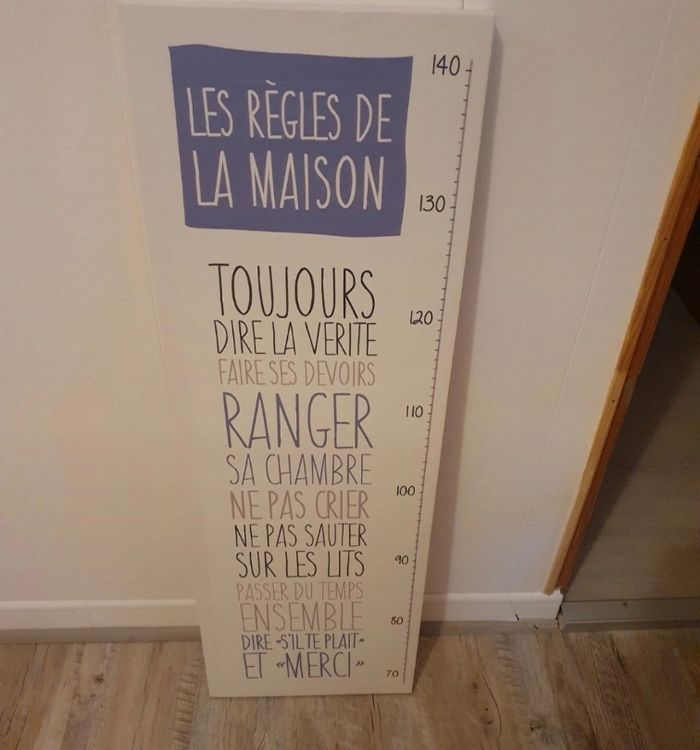 LES RÈGLES DE
LA MAISON
TOUJOURS
DIRE LA VERITE
FAIRE SES DEVOIRS
RANGER
SA CHAMBRE
NE PAS CRIER
NE PAS SAUTER
SUR LES LITS
PASSER DU TEMPS
ENSEMBLE
DIRE «S'IL TE PLAIT»
ET «MERCI»
140
130
120
110
100
90
80
70